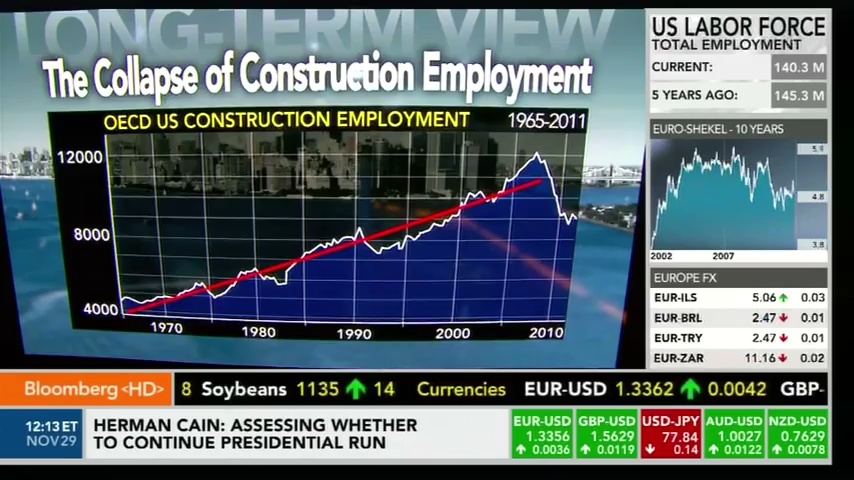 LONG-TERM VIEW
The Collapse of Construction Employment
OECD US CONSTRUCTION EMPLOYMENT 1965-2011
12000
8000
4000
1970 1980 1990 2000 2010
US LABOR FORCE
TOTAL EMPLOYMENT
CURRENT: 140.3 M
5 YEARS AGO: 145.3 M
EURO-SHEKEL - 10 YEARS
5.9
4.8
3.8
2002 2007
EUROPE FX
EUR-ILS 5.06 0.03
EUR-BRL 2.47 0.01
EUR-TRY 2.47 0.01
EUR-ZAR 11.16 0.02
Bloomberg <HD> 8 Soybeans 1135 14 Currencies EUR-USD 1.3362 0.0042 GBP-
12:13 ET
NOV 29
HERMAN CAIN: ASSESSING WHETHER
TO CONTINUE PRESIDENTIAL RUN
EUR-USD GBP-USD USD-JPY AUD-USD NZD-USD
1.3356 1.5629 77.84 1.0027 0.7629
0.0036 0.0119 0.14 0.0122 0.0078